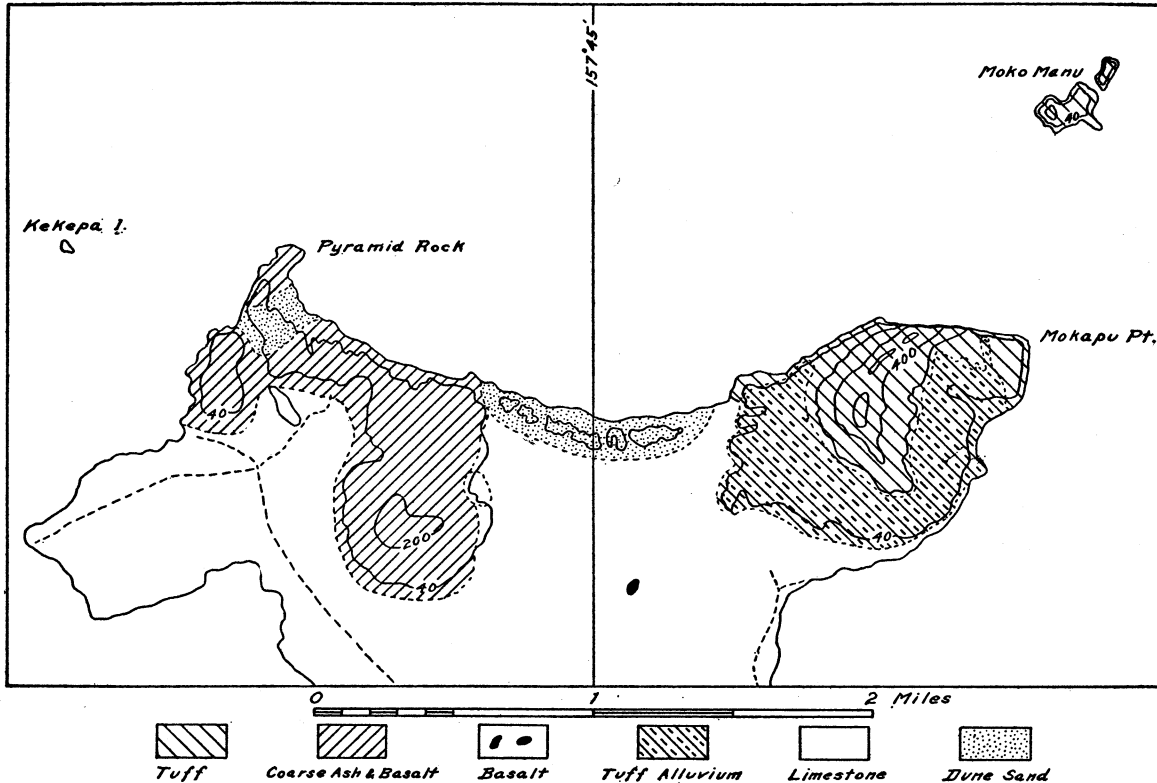 157°45'
Moko Manu
40
Kekepa I.
Pyramid Rock
Mokapu Pt.
400
40
200
40
40
0 1 2 Miles
Tuff Coarse Ash & Basalt Basalt Tuff Alluvium Limestone Dune Sand